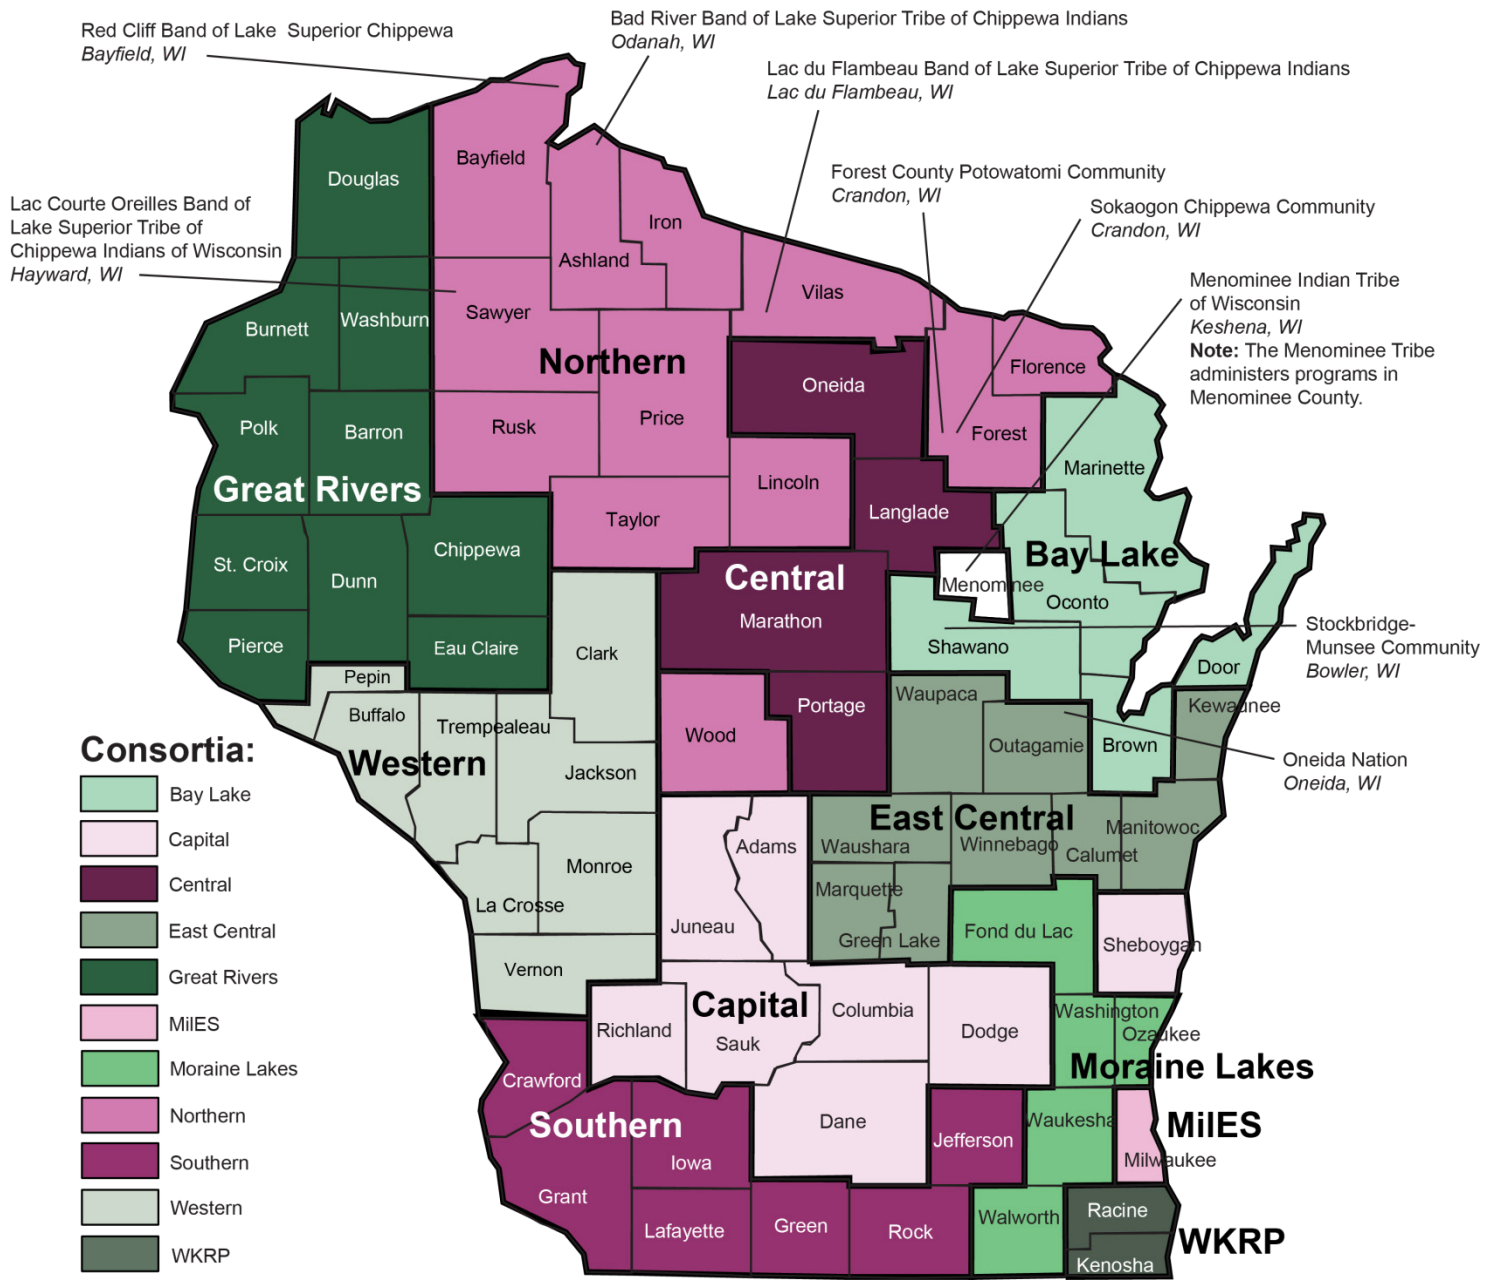 Red Cliff Band of Lake Superior Chippewa
Bayfield, WI
Bad River Band of Lake Superior Tribe of Chippewa Indians
Odanah, WI
Lac du Flambeau Band of Lake Superior Tribe of Chippewa Indians
Lac du Flambeau, WI
Forest County Potowatomi Community
Crandon, WI
Sokaogon Chippewa Community
Crandon, WI
Lac Courte Oreilles Band of
Lake Superior Tribe of
Chippewa Indians of Wisconsin
Hayward, WI
Menominee Indian Tribe
of Wisconsin
Keshena, WI
Note: The Menominee Tribe
administers programs in
Menominee County.
Stockbridge-
Munsee Community
Bowler, WI
Oneida Nation
Oneida, WI
Douglas
Bayfield
Iron
Ashland
Vilas
Burnett
Washburn
Sawyer
Northern
Florence
Oneida
Polk
Barron
Rusk
Price
Forest
Marinette
Great Rivers
Lincoln
Taylor
Langlade
Chippewa
St. Croix
Dunn
Central
Bay Lake
Menominee
Oconto
Marathon
Pierce
Eau Claire
Clark
Shawano
Door
Pepin
Buffalo
Trempealeau
Waupaca
Portage
Kewaunee
Wood
Outagamie
Brown
Western
Jackson
East Central
Adams
Waushara
Winnebago
Manitowoc
Calumet
Monroe
Marquette
La Crosse
Juneau
Green Lake
Fond du Lac
Sheboygan
Vernon
Capital
Richland
Sauk
Columbia
Dodge
Washington
Ozaukee
Moraine Lakes
Crawford
Southern
Dane
Jefferson
Waukesha
MilES
Milwaukee
Iowa
Grant
Lafayette
Green
Rock
Walworth
Racine
WKRP
Kenosha
Consortia:
Bay Lake
Capital
Central
East Central
Great Rivers
MilES
Moraine Lakes
Northern
Southern
Western
WKRP